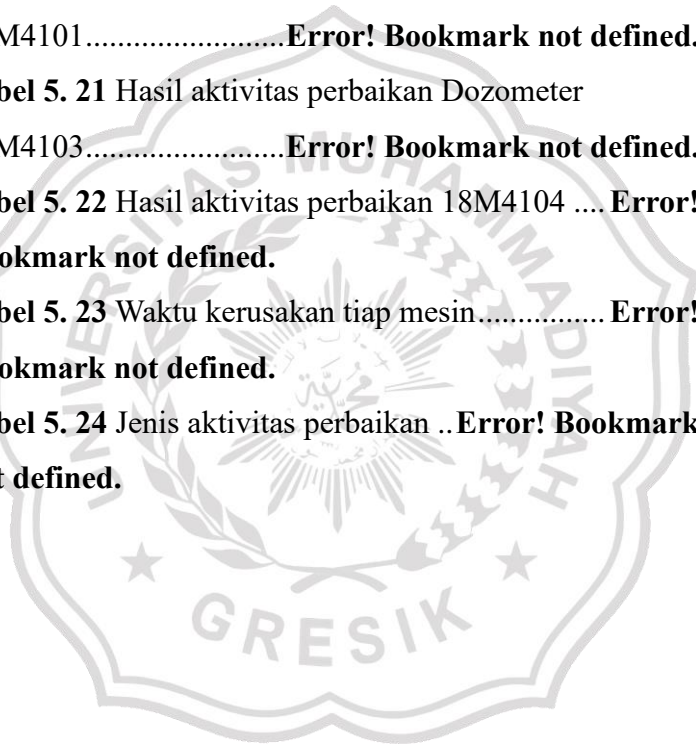 M4101........................Error! Bookmark not defined.
bel 5. 21 Hasil aktivitas perbaikan Dozometer
M4103........................Error! Bookmark not defined.
bel 5. 22 Hasil aktivitas perbaikan 18M4104 .... Error!
okmark not defined.
bel 5. 23 Waktu kerusakan tiap mesin................ Error!
okmark not defined.
bel 5. 24 Jenis aktivitas perbaikan ..Error! Bookmark
t defined.
UNIVERSITAS MUHAMMADIYAH
GRESIK